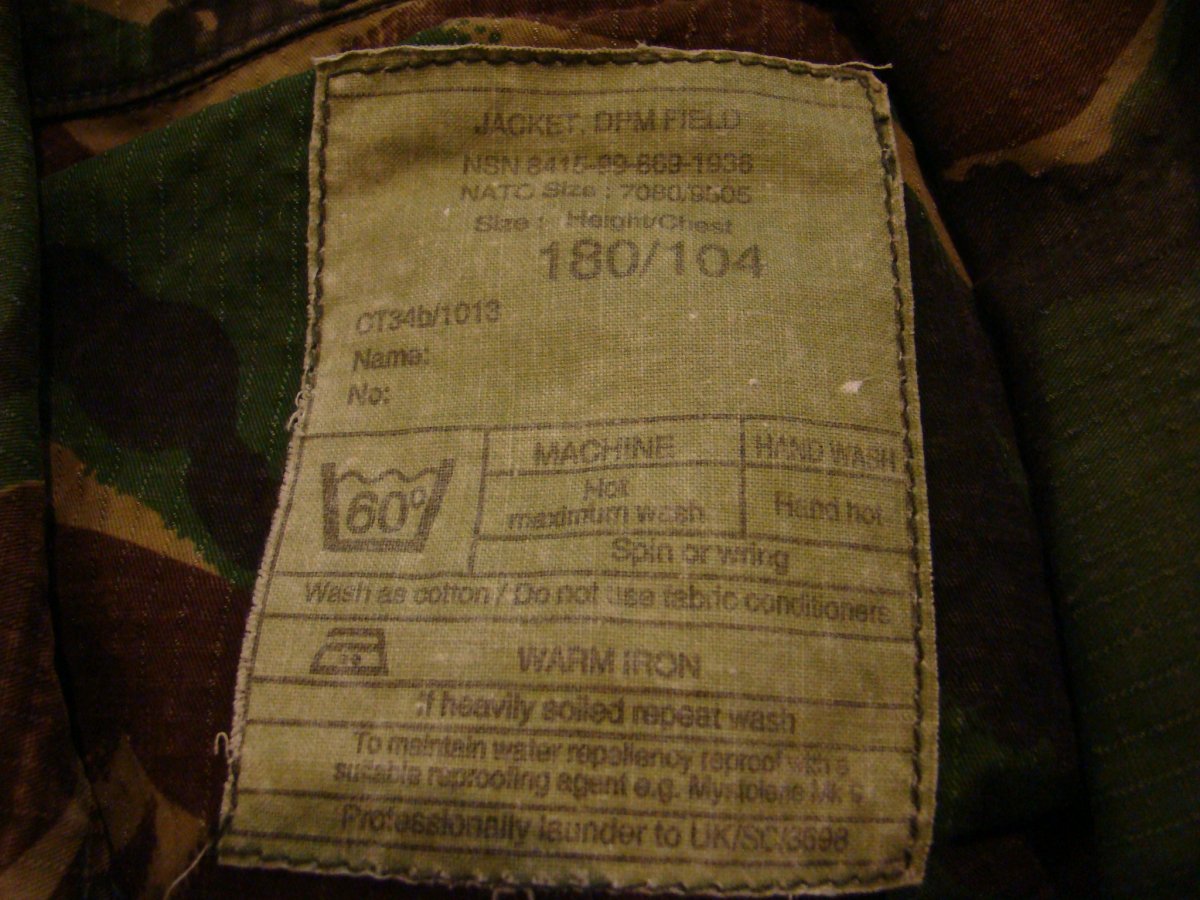 JACKET, DPM FIELD
NSN 8415-99-869-1936
NATO Size : 7080/9505
Size : Height/Chest
180/104
CT34b/1013
Name:
No:
60°
MACHINE
HAND WASH
Hot
maximum wash
Hand hot
Spin or wring
Wash as cotton / Do not use fabric conditioners
WARM IRON
if heavily soiled repeat wash
To maintain water repellency reproof with a
suitable reproofing agent e.g. Mystolene Mk
Professionally launder to UK/SC/3698